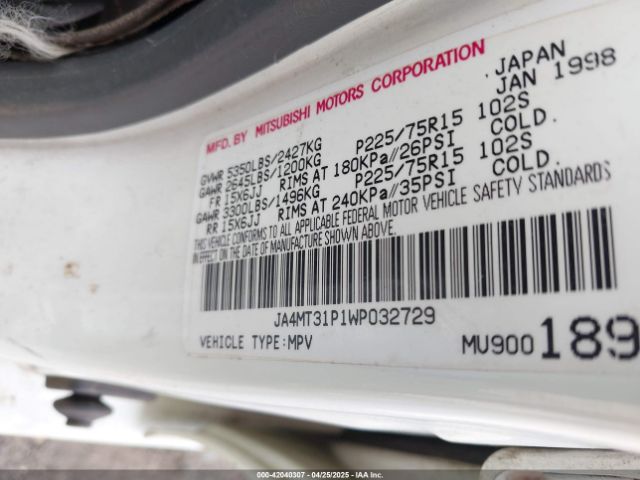 MFD. BY MITSUBISHI MOTORS CORPORATION
JAPAN
JAN 1998
GVWR 5350LBS/2427KG
GAWR 2645LBS/1200KG P225/75R15 102S
FR 15X6JJ RIMS AT 180KPa//26PSI COLD.
GAWR 3300LBS/1496KG P225/75R15 102S
RR 15X6JJ RIMS AT 240KPa//35PSI COLD.
THIS VEHICLE CONFORMS TO ALL APPLICABLE FEDERAL MOTOR VEHICLE SAFETY STANDARDS
IN EFFECT ON THE DATE OF MANUFACTURE SHOWN ABOVE.
JA4MT31P1WP032729
VEHICLE TYPE:MPV
MU900189
000-42040307 - 04/25/2025 - IAA Inc.